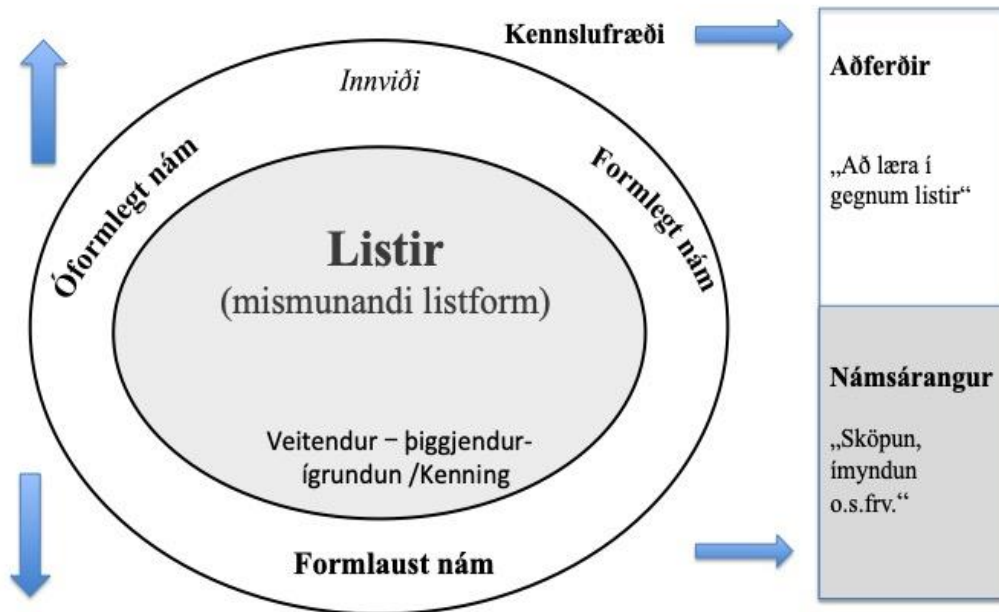 Kennslufræði
Innviði
Óformlegt nám
Formlegt nám
Listir
(mismunandi listform)
Veitendur – þiggjendur-
ígrundun /Kenning
Formlaust nám
Aðferðir
„Að læra í
gegnum listir“
Námsárangur
„Sköpun,
ímyndun
o.s.frv.“